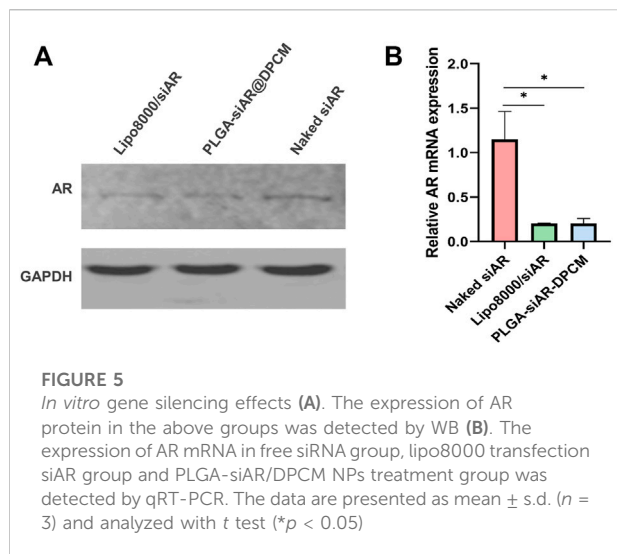 A
Lipo8000/siAR
PLGA-siAR@DPCM
Naked siAR
AR
GAPDH
B
Relative AR mRNA expression
2.0
1.5
1.0
0.5
0.0
*
*
Naked siAR
Lipo8000/siAR
PLGA-siAR-DPCM
FIGURE 5
In vitro gene silencing effects (A). The expression of AR
protein in the above groups was detected by WB (B). The
expression of AR mRNA in free siRNA group, lipo8000 transfection
siAR group and PLGA-siAR/DPCM NPs treatment group was
detected by qRT-PCR. The data are presented as mean ± s.d. (n =
3) and analyzed with t test (*p < 0.05)